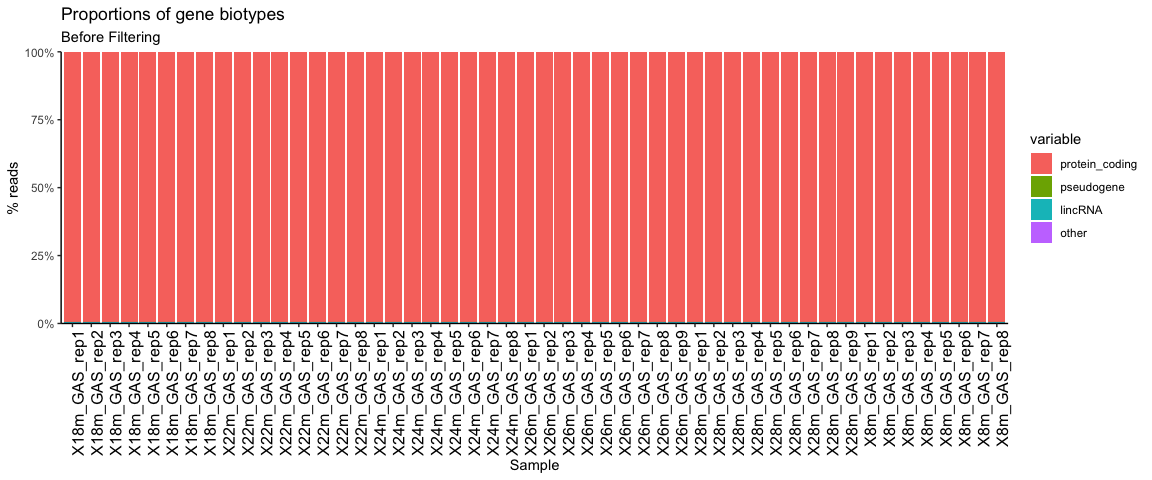 Proportions of gene biotypes
Before Filtering
% reads
100%
75%
50%
25%
0%
X18m_GAS_rep1
X18m_GAS_rep2
X18m_GAS_rep3
X18m_GAS_rep4
X18m_GAS_rep5
X18m_GAS_rep6
X18m_GAS_rep7
X18m_GAS_rep8
X22m_GAS_rep1
X22m_GAS_rep2
X22m_GAS_rep3
X22m_GAS_rep4
X22m_GAS_rep5
X22m_GAS_rep6
X22m_GAS_rep7
X22m_GAS_rep8
X24m_GAS_rep1
X24m_GAS_rep2
X24m_GAS_rep3
X24m_GAS_rep4
X24m_GAS_rep5
X24m_GAS_rep6
X24m_GAS_rep7
X24m_GAS_rep8
X26m_GAS_rep1
X26m_GAS_rep2
X26m_GAS_rep3
X26m_GAS_rep4
X26m_GAS_rep5
X26m_GAS_rep6
X26m_GAS_rep7
X26m_GAS_rep8
X26m_GAS_rep9
X28m_GAS_rep1
X28m_GAS_rep2
X28m_GAS_rep3
X28m_GAS_rep4
X28m_GAS_rep5
X28m_GAS_rep6
X28m_GAS_rep7
X28m_GAS_rep8
X28m_GAS_rep9
X8m_GAS_rep1
X8m_GAS_rep2
X8m_GAS_rep3
X8m_GAS_rep4
X8m_GAS_rep5
X8m_GAS_rep6
X8m_GAS_rep7
X8m_GAS_rep8
Sample
variable
protein_coding
pseudogene
lincRNA
other